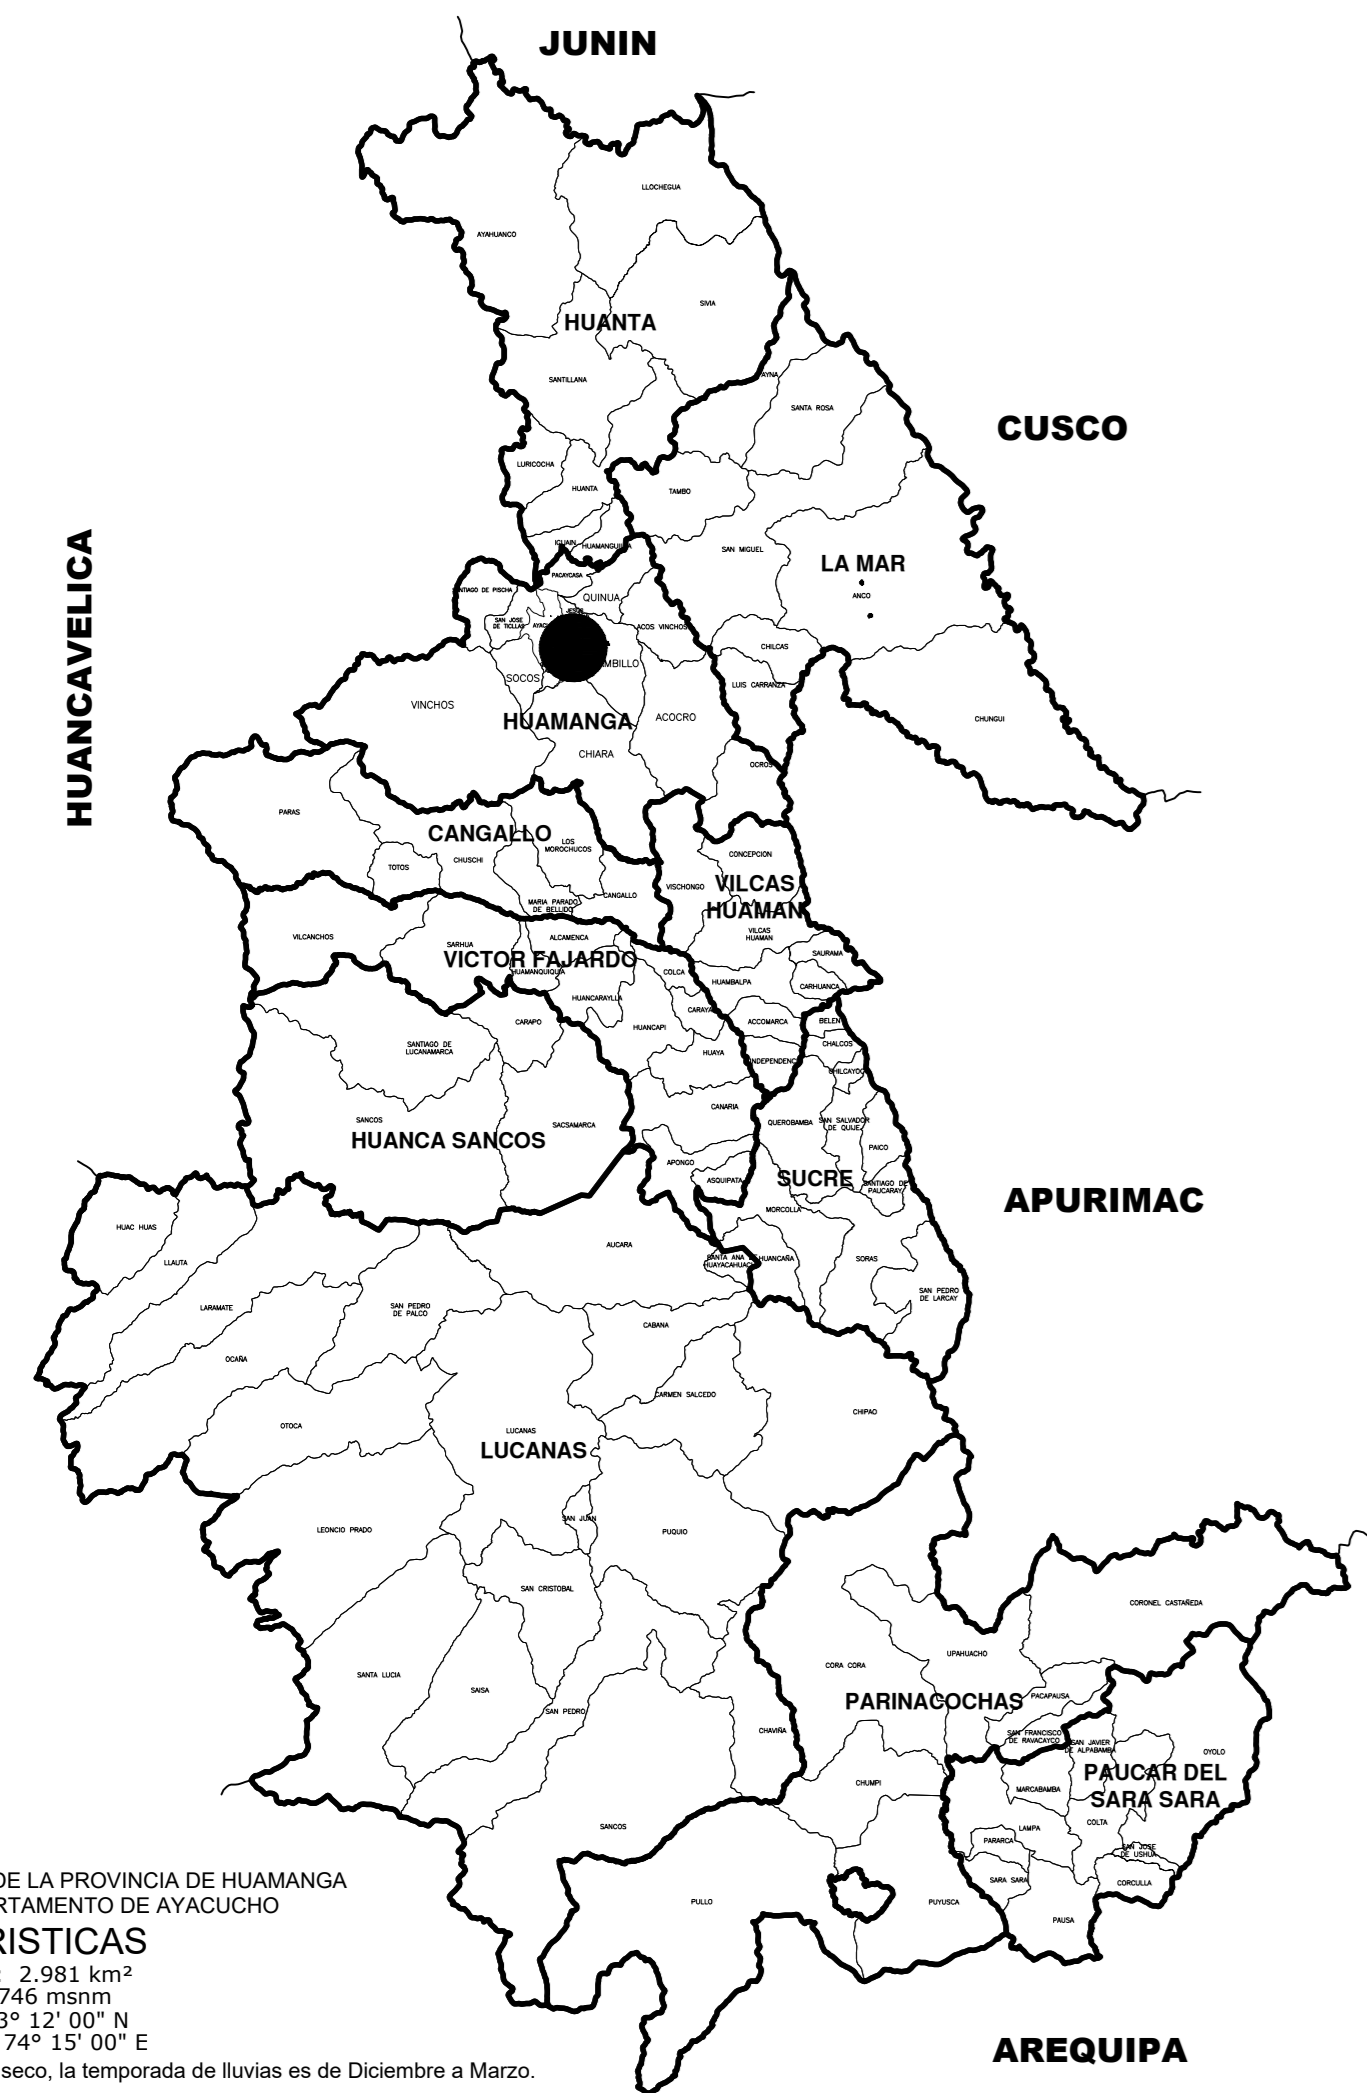 JUNIN
LLOCHEGUA
AYAHUANCO
SIVIA
HUANTA
SANTILLANA
AYNA
SANTA ROSA
CUSCO
LURICOCHA
HUANTA
TAMBO
HUANCAVELICA
IGUAIN
HUAMANGUILLA
SAN MIGUEL
LA MAR
ANCO
PACAYCASA
NTIAGO DE PISCHA
QUINUA
JESUS
SAN JOSE
DE TICLLAS
AYAC
ACOS VINCHOS
CHILCAS
MBILLO
SOCOS
LUIS CARRANZA
VINCHOS
HUAMANGA
ACOCRO
CHUNGUI
CHIARA
OCROS
PARAS
CANGALLO
LOS
MOROCHUCOS
CONCEPCION
TOTOS
CHUSCHI
VISCHONGO
VILCAS
HUAMAN
CANGALLO
MARIA PARADO
DE BELLIDO
VILCAS
HUAMAN
VILCANCHOS
SARHUA
ALCAMENCA
VICTOR FAJARDO
SAURAMA
HUAMANQUIQUIA
COLCA
HUAMBALPA
CARHUANCA
HUANCARAYLLA
CARAYA
CARAPO
HUANCAPI
ACCOMARCA
BELEN
SANTIAGO DE
LUCANAMARCA
HUAYA
CHALCOS
INDEPENDENC
CHILCAYOC
CANARIA
SANCOS
SACSAMARCA
QUEROBAMBA
SAN SALVADOR
DE QUIJE
HUANCA SANCOS
PAICO
APONGO
ASQUIPATA
SUCRE
SANTIAGO DE
PAUCARAY
APURIMAC
MORCOLLA
HUAC HUAS
LLAUTA
AUCARA
SANTA ANA DE
HUAYACAHUAC
HUANCAÑA
SORAS
SAN PEDRO
DE LARCAY
LARAMATE
SAN PEDRO
DE PALCO
CABANA
OCAÑA
CARMEN SALCEDO
CHIPAO
OTOCA
LUCANAS
LUCANAS
SAN JUAN
LEONCIO PRADO
PUQUIO
SAN CRISTOBAL
CORONEL CASTAÑEDA
UPAHUACHO
CORA CORA
SANTA LUCIA
SAISA
PARINACOCHAS
PACAPAUSA
SAN PEDRO
CHAVIÑA
SAN FRANCISCO
DE RAVACAYCO
SAN JAVIER
DE ALPABAMBA
OYOLO
CHUMPI
MARCABAMBA
PAUCAR DEL
SARA SARA
SANCOS
LAMPA
COLTA
PARARCA
SAN JOSE
DE USHUA
SARA SARA
CORCULLA
PULLO
PUYUSCA
PAUSA
DE LA PROVINCIA DE HUAMANGA
RTAMENTO DE AYACUCHO
RISTICAS
: 2.981 km²
746 msnm
3° 12' 00" N
74° 15' 00" E
seco, la temporada de lluvias es de Diciembre a Marzo.
AREQUIPA